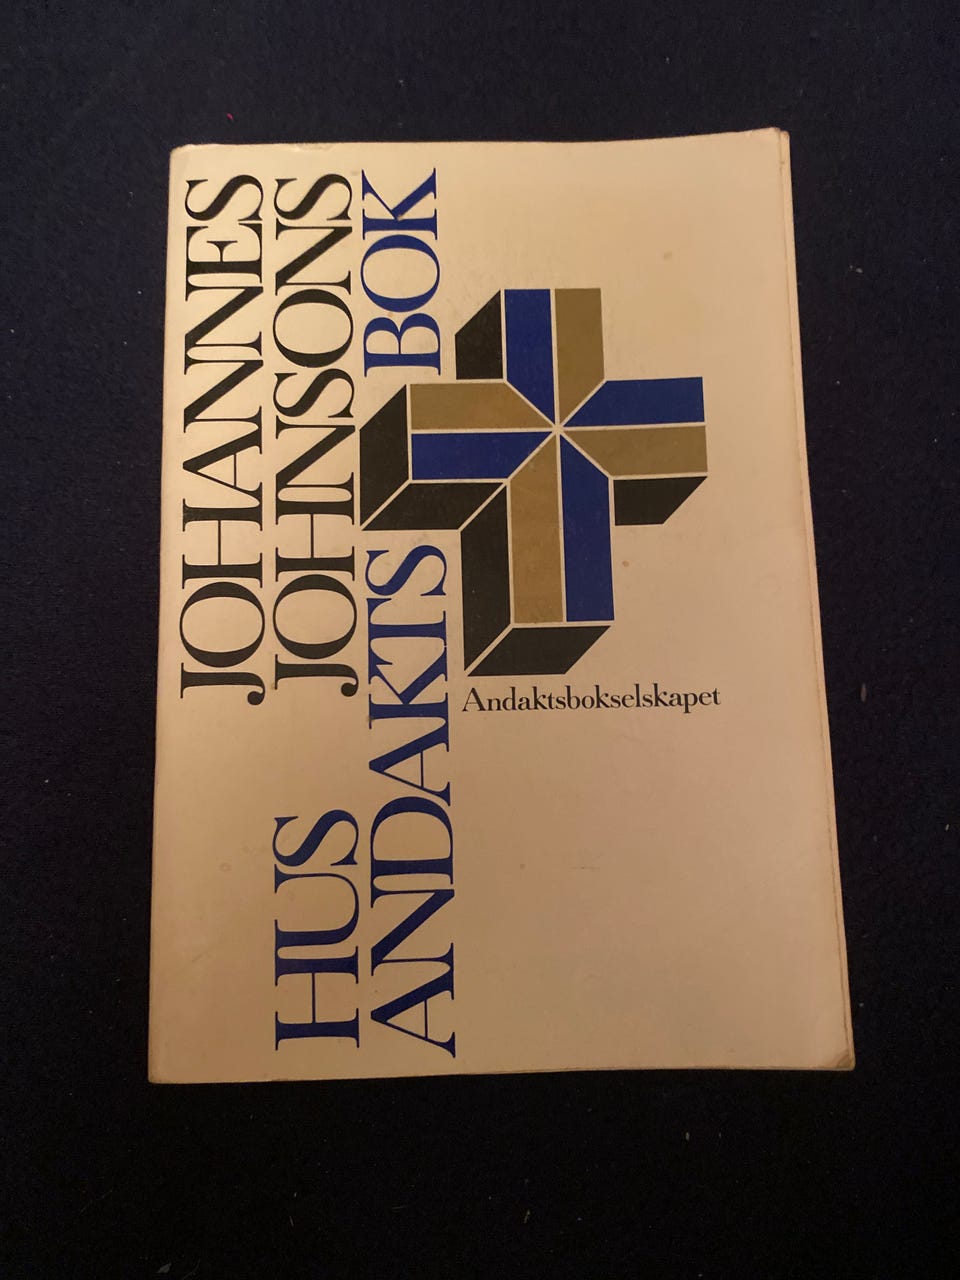 JOHANNES
JOHNSONS
HUS
ANDAKTS BOK
Andaktsbokselskapet